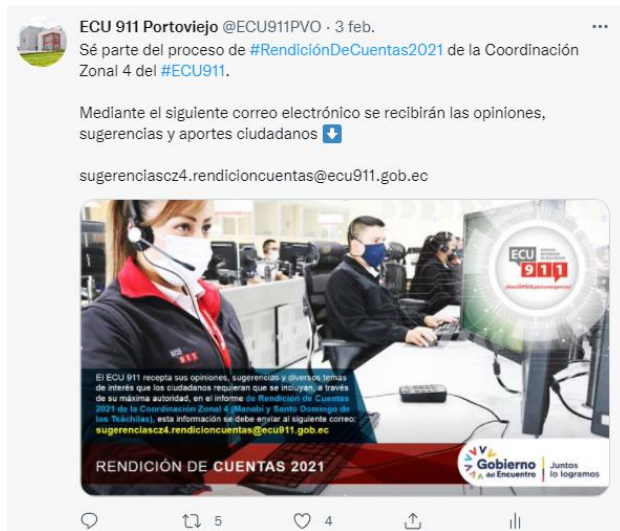 ECU 911 Portoviejo @ECU911PVO · 3 feb.
Sé parte del proceso de #RendiciónDeCuentas2021 de la Coordinación
Zonal 4 del #ECU911.
Mediante el siguiente correo electrónico se recibirán las opiniones,
sugerencias y aportes ciudadanos
sugerenciascz4.rendicioncuentas@ecu911.gob.ec
ECU
911
ECU
911
El ECU 911 recepta sus opiniones, sugerencias y diversos temas
de interés que los ciudadanos requieran que se incluyan, a través
de su máxima autoridad, en el informe de Rendición de Cuentas
2021 de la Coordinación Zonal 4 (Manabí y Santo Domingo de
los Tsáchilas), esta información se debe enviar al siguiente correo:
sugerenciascz4.rendicioncuentas@ecu911.gob.ec
RENDICIÓN DE CUENTAS 2021
Gobierno
del Encuentro
Juntos
lo logramos
5
4